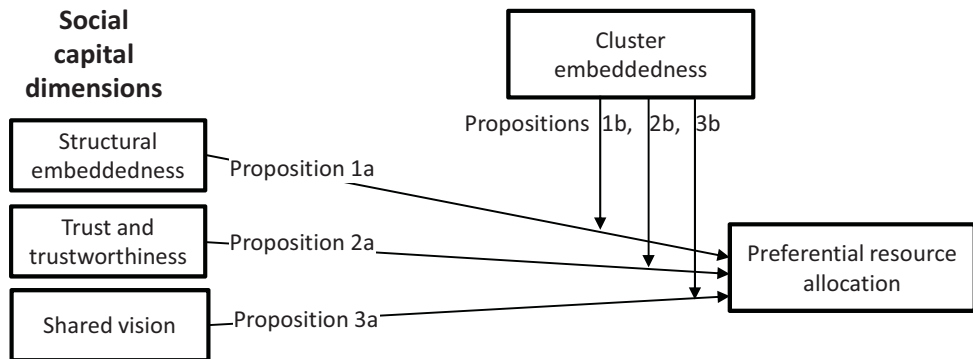 Social
capital
dimensions
Cluster
embeddedness
Propositions 1b, 2b, 3b
Structural
embeddedness
Proposition 1a
Trust and
trustworthiness
Proposition 2a
Preferential resource
allocation
Shared vision
Proposition 3a